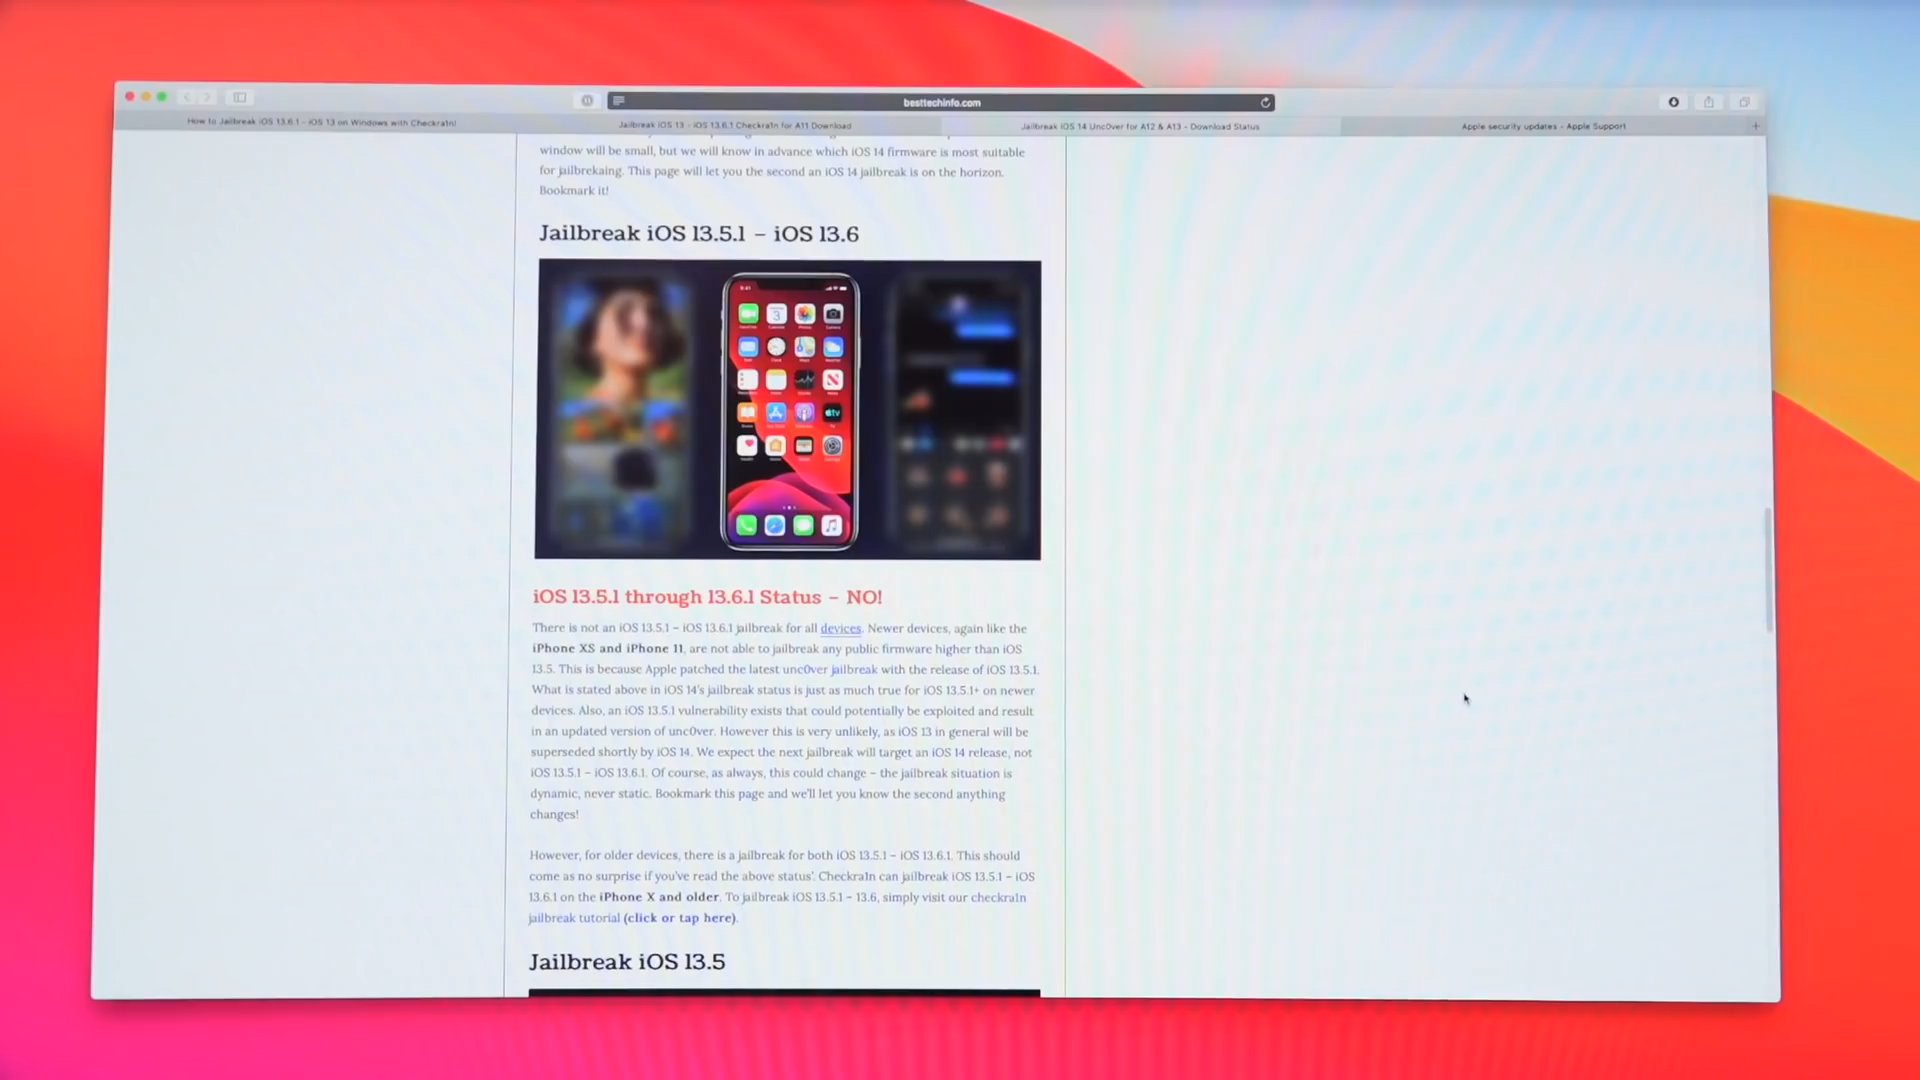 besttechinfo.com
How to Jailbreak iOS 13.6.1 - iOS 13 on Windows with Checkra1n!
Jailbreak iOS 13 - iOS 13.6.1 Checkra1n for A11 Download
Jailbreak iOS 14 Unc0ver for A12 & A13 - Download Status
Apple security updates - Apple Support
window will be small, but we will know in advance which iOS 14 firmware is most suitable
for jailbrekaing. This page will let you the second an iOS 14 jailbreak is on the horizon.
Bookmark it!
Jailbreak iOS 13.5.1 – iOS 13.6
iOS 13.5.1 through 13.6.1 Status – NO!
There is not an iOS 13.5.1 – iOS 13.6.1 jailbreak for all devices. Newer devices, again like the
iPhone XS and iPhone 11, are not able to jailbreak any public firmware higher than iOS
13.5. This is because Apple patched the latest unc0ver jailbreak with the release of iOS 13.5.1.
What is stated above in iOS 14's jailbreak status is just as much true for iOS 13.5.1+ on newer
devices. Also, an iOS 13.5.1 vulnerability exists that could potentially be exploited and result
in an updated version of unc0ver. However this is very unlikely, as iOS 13 in general will be
superseded shortly by iOS 14. We expect the next jailbreak will target an iOS 14 release, not
iOS 13.5.1 – iOS 13.6.1. Of course, as always, this could change – the jailbreak situation is
dynamic, never static. Bookmark this page and we'll let you know the second anything
changes!
However, for older devices, there is a jailbreak for both iOS 13.5.1 – iOS 13.6.1. This should
come as no surprise if you've read the above status'. Checkra1n can jailbreak iOS 13.5.1 – iOS
13.6.1 on the iPhone X and older. To jailbreak iOS 13.5.1 – 13.6, simply visit our checkra1n
jailbreak tutorial (click or tap here).
Jailbreak iOS 13.5